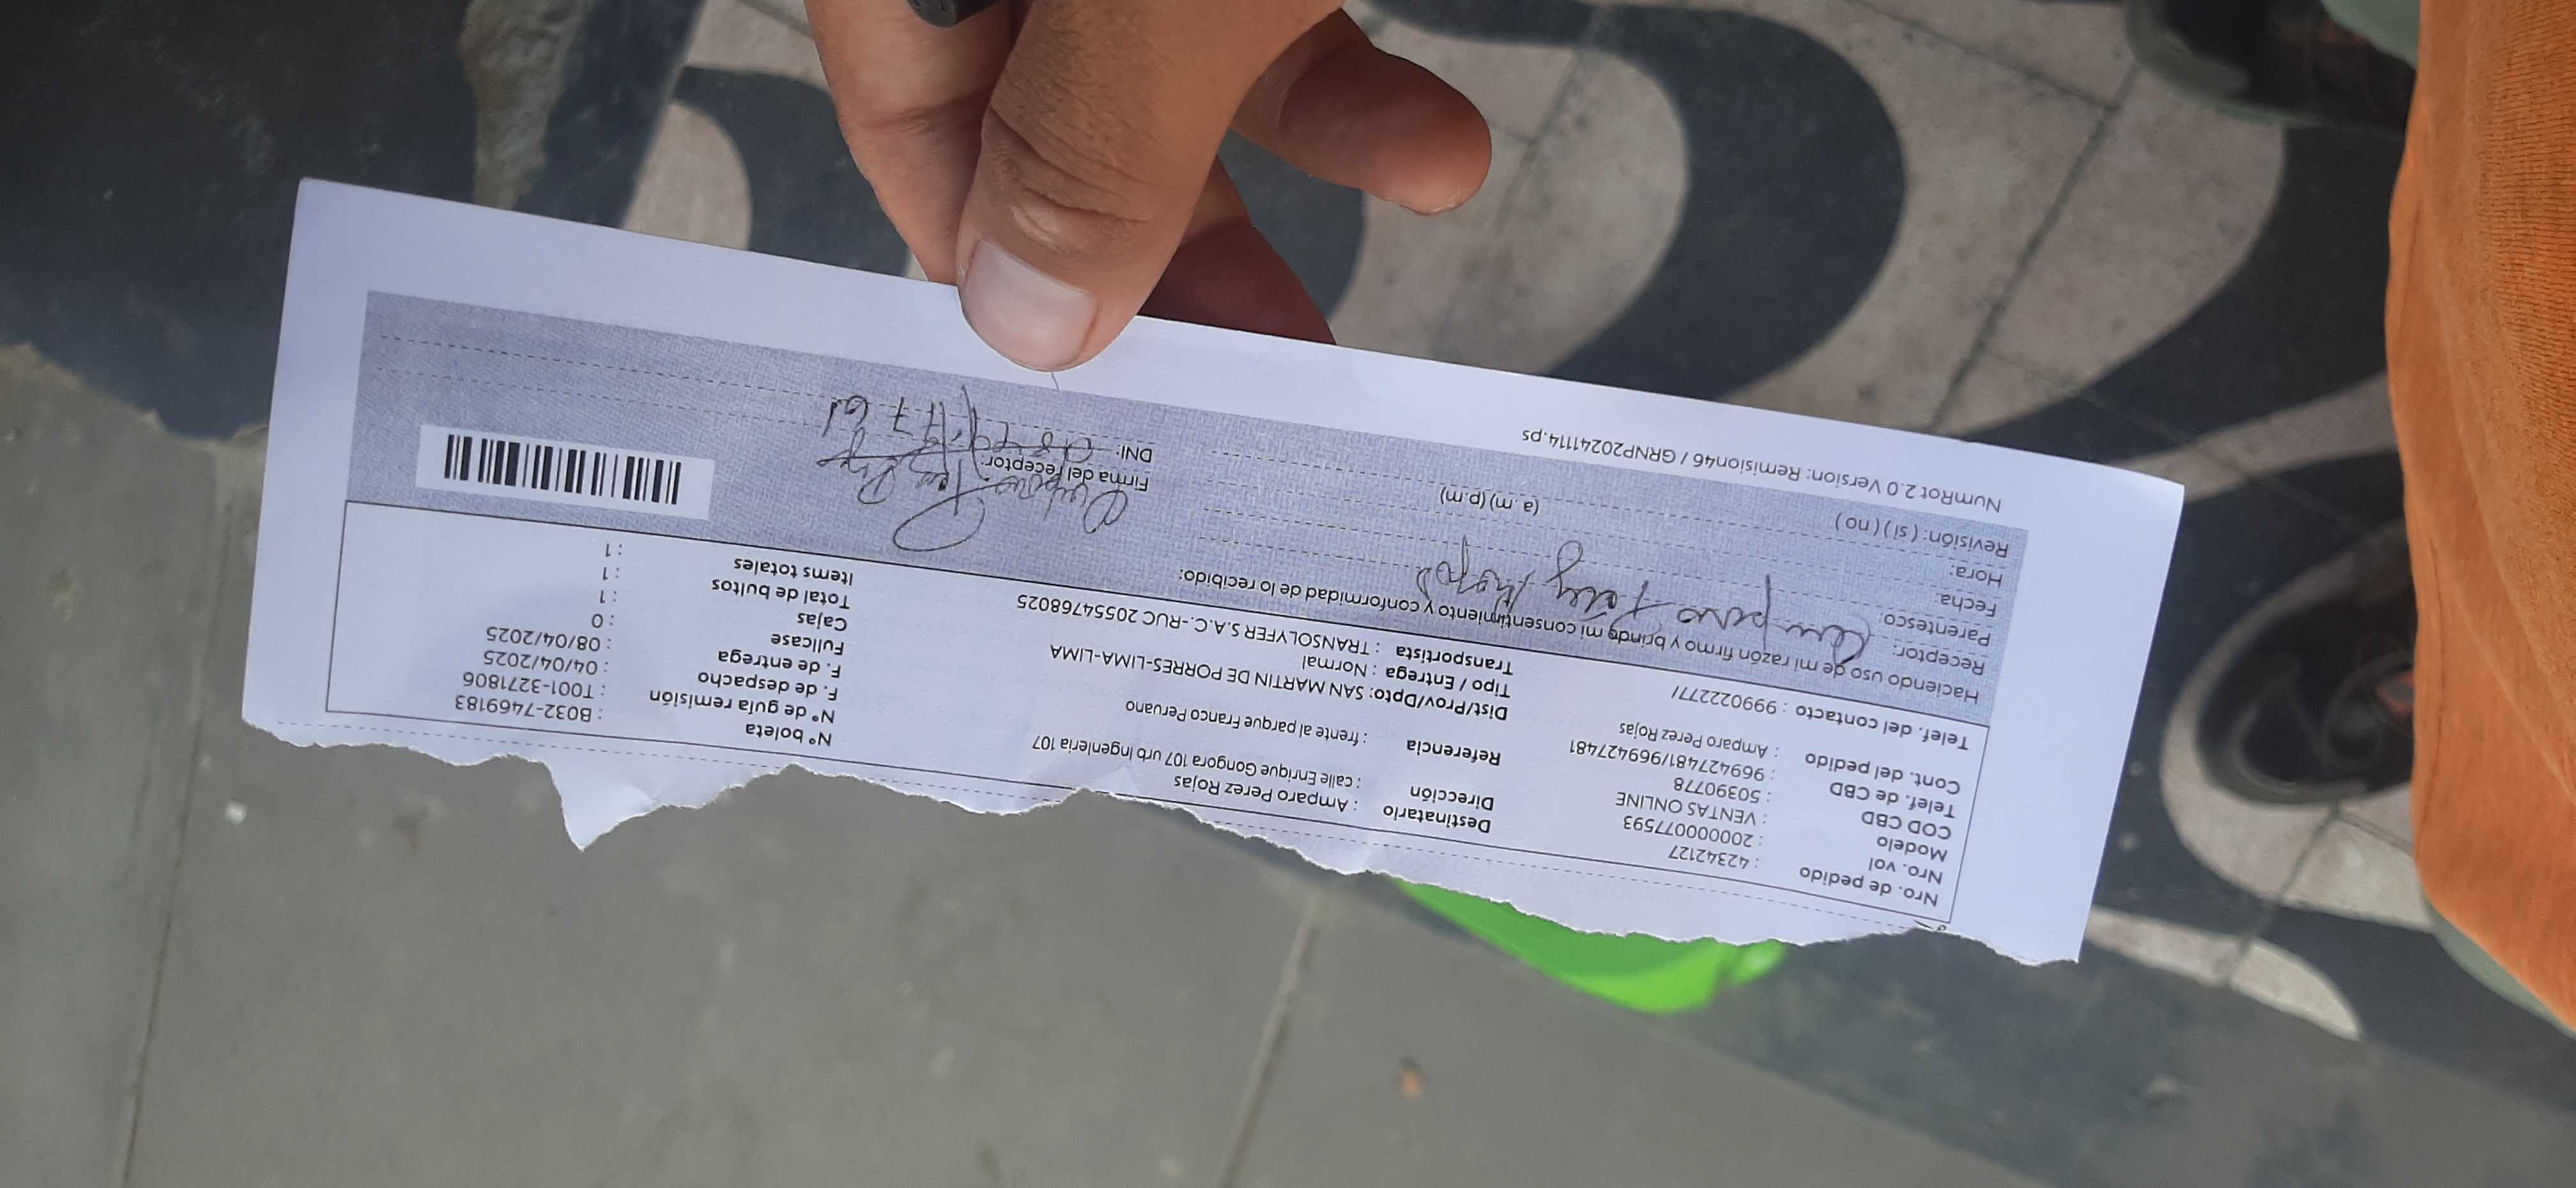 Nro. de pedido : 42342127
Nro. vol : 200000077593
Modelo : VENTAS ONLINE
COD CBD : 50390778
Telef. de CBD : 969427481/969427481
Cont. del pedido : Amparo Perez Rojas
Telef. del contacto : 999022277/
Destinatario : Amparo Perez Rojas
Dirección : calle Enrique Gongora 107 urb Ingenieria 107
Referencia : frente al parque Franco Peruano
Dist/Prov/Dpto: SAN MARTIN DE PORRES-LIMA-LIMA
Tipo / Entrega : Normal
Transportista : TRANSOLYFER S.A.C.-RUC 20554768025
N° boleta : B032-7469183
N° de guía remisión : T001-3271806
F. de despacho : 04/04/2025
F. de entrega : 08/04/2025
Fullcase : 0
Cajas : 1
Total de bultos : 1
Items totales : 1
Haciendo uso de mi razón firmo y brindo mi consentimiento y conformidad de lo recibido:
Receptor: Amparo Perez Rojas
Parentesco:
Fecha:
Hora: (a. m) (p.m)
Revisión: ( sí ) ( no )
Firma del receptor:
DNI:
NumRot 2.0 Version: Remision46 / GRNP20241114.ps